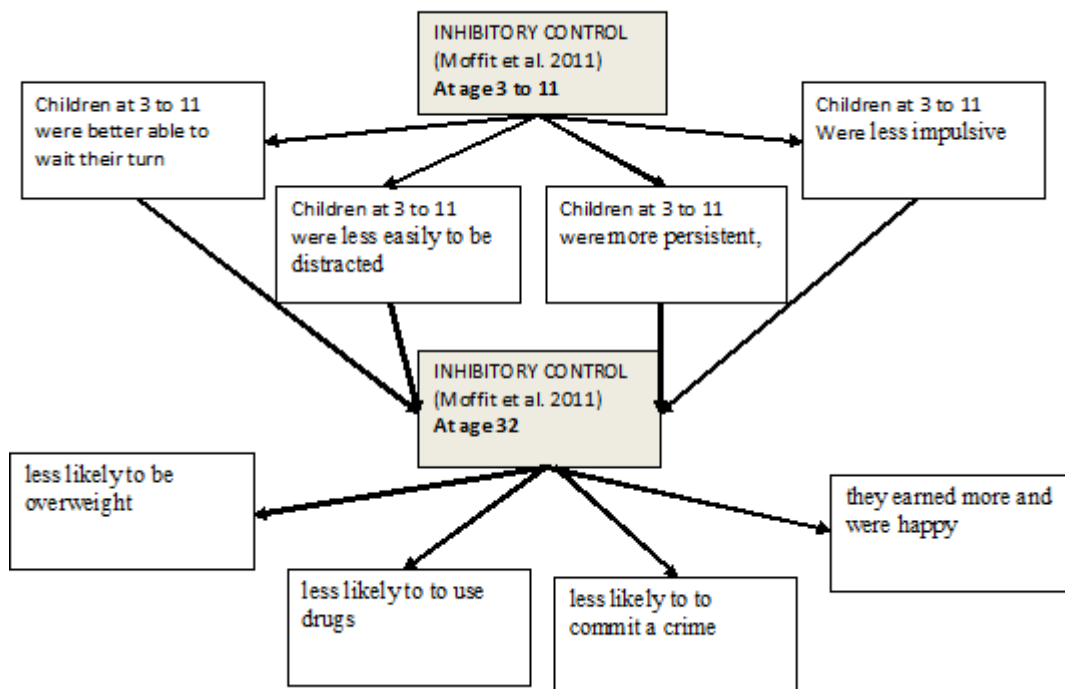 INHIBITORY CONTROL
(Moffit et al. 2011)
At age 3 to 11
Children at 3 to 11
were better able to
wait their turn
Children at 3 to 11
Were less impulsive
Children at 3 to 11
were less easily to be
distracted
Children at 3 to 11
were more persistent,
INHIBITORY CONTROL
(Moffit et al. 2011)
At age 32
less likely to be
overweight
they earned more and
were happy
less likely to to use
drugs
less likely to to
commit a crime